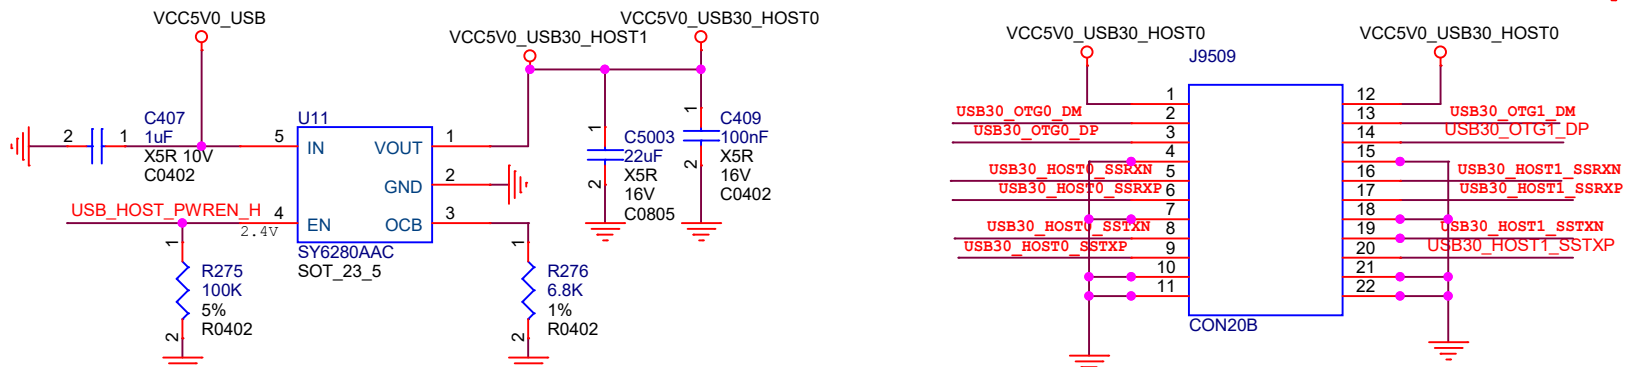 VCC5V0_USB
VCC5V0_USB30_HOST0
VCC5V0_USB30_HOST1
C407
2
1
1uF
X5R 10V
C0402
U11
5
IN
VOUT
1
GND
2
USB_HOST_PWREN_H
4
2.4V
EN
OCB
3
SY6280AAC
SOT_23_5
1
R275
100K
5%
R0402
2
1
R276
6.8K
1%
R0402
2
1
C5003
22uF
X5R
16V
C0805
2
1
C409
100nF
X5R
16V
C0402
2
VCC5V0_USB30_HOST0
VCC5V0_USB30_HOST0
J9509
1
12
USB30_OTG0_DM
2
13
USB30_OTG1_DM
USB30_OTG0_DP
3
14
USB30_OTG1_DP
4
15
USB30_HOST0_SSRXN
5
16
USB30_HOST1_SSRXN
USB30_HOST0_SSRXP
6
17
USB30_HOST1_SSRXP
7
18
USB30_HOST0_SSTXN
8
19
USB30_HOST1_SSTXN
USB30_HOST0_SSTXP
9
20
USB30_HOST1_SSTXP
10
21
11
22
CON20B